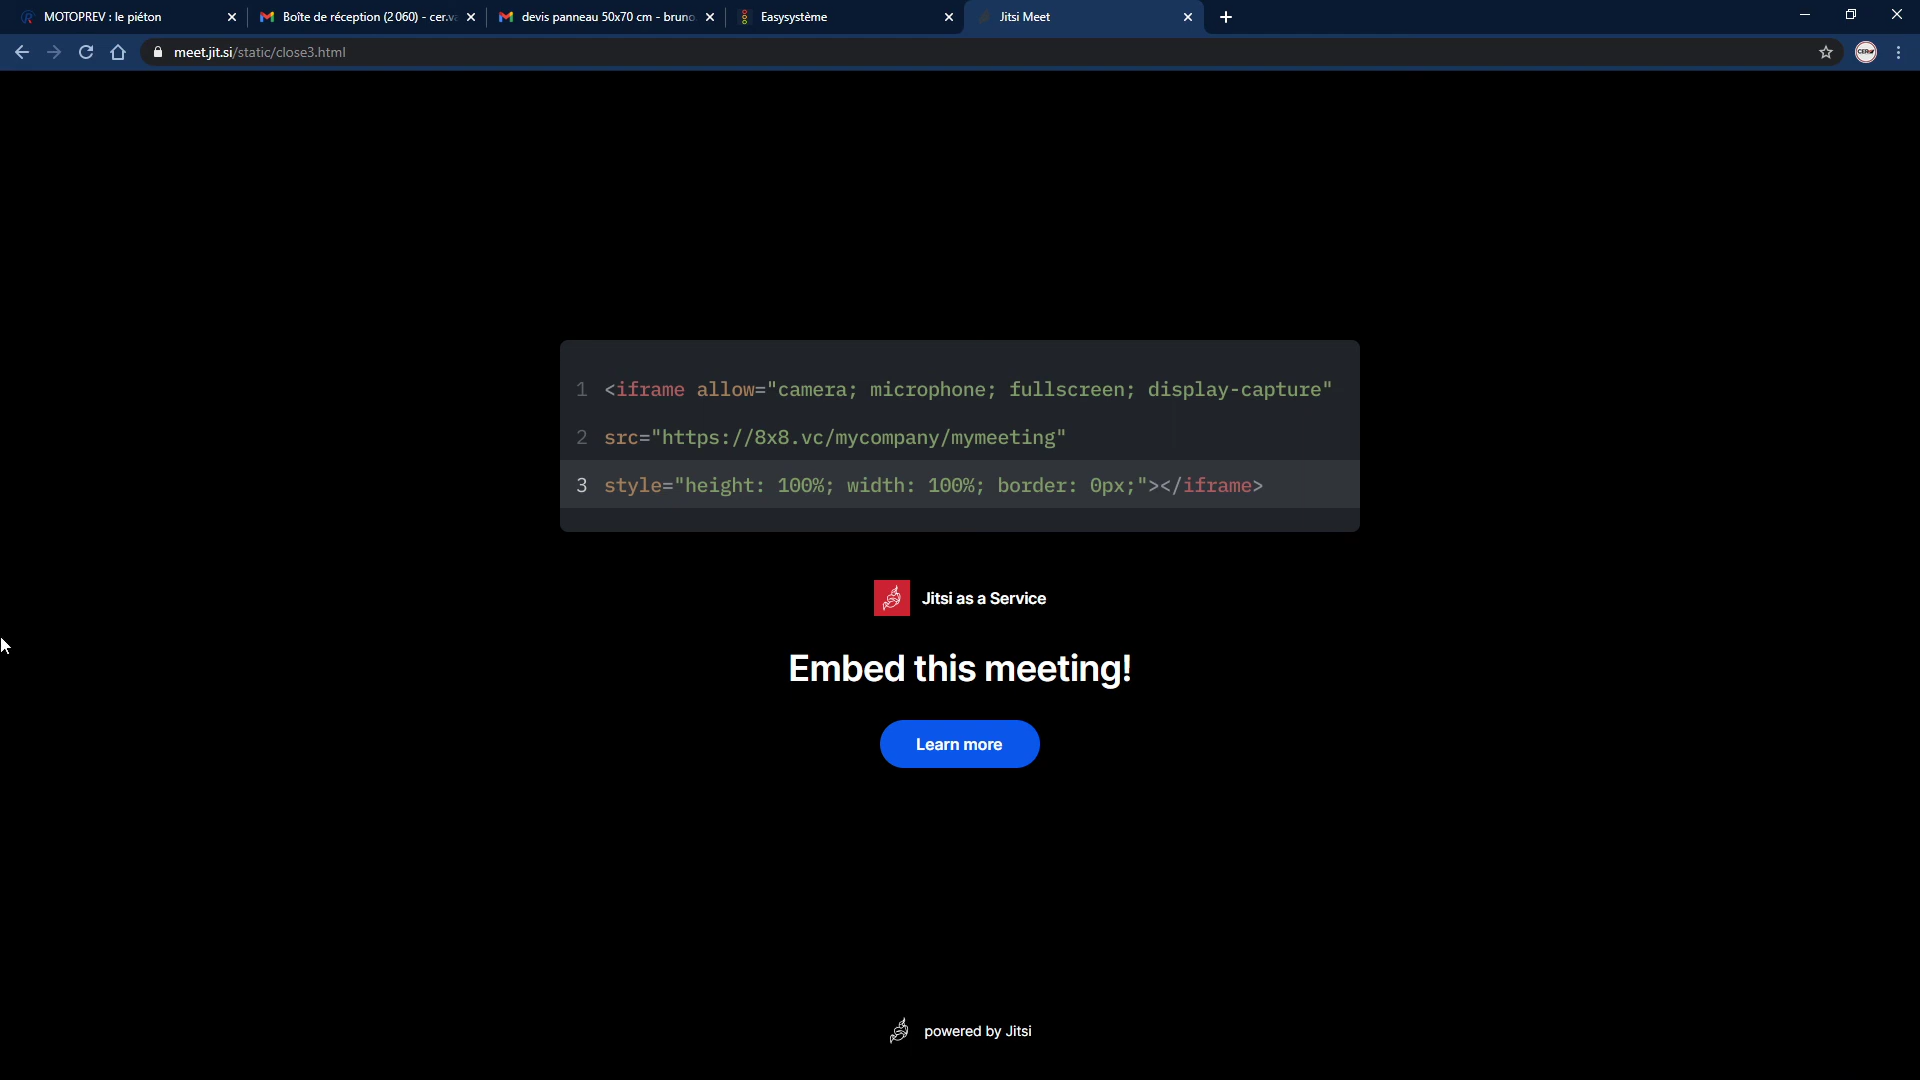 MOTOPREV : le piéton
Boîte de réception (2 060) - cer.va
devis panneau 50x70 cm - bruno.
Easysystème
Jitsi Meet
meet.jit.si/static/close3.html
1 <iframe allow="camera; microphone; fullscreen; display-capture"
2 src="https://8x8.vc/mycompany/mymeeting"
3 style="height: 100%; width: 100%; border: 0px;"></iframe>
Jitsi as a Service
Embed this meeting!
Learn more
powered by Jitsi